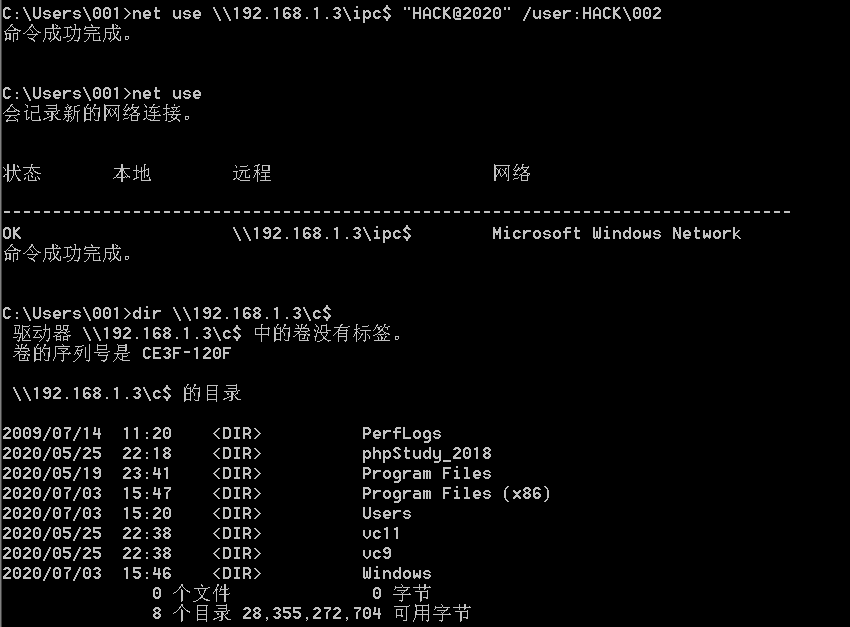 C:\Users\001>net use \\192.168.1.3\ipc$ "HACK@2020" /user:HACK\002
命令成功完成。
C:\Users\001>net use
会记录新的网络连接。
状态       本地        远程                      网络
-------------------------------------------------------------------------------
OK                     \\192.168.1.3\ipc$        Microsoft Windows Network
命令成功完成。
C:\Users\001>dir \\192.168.1.3\c$
 驱动器 \\192.168.1.3\c$ 中的卷没有标签。
 卷的序列号是 CE3F-120F
 \\192.168.1.3\c$ 的目录
2009/07/14  11:20    <DIR>          PerfLogs
2020/05/25  22:18    <DIR>          phpStudy_2018
2020/05/19  23:41    <DIR>          Program Files
2020/07/03  15:47    <DIR>          Program Files (x86)
2020/07/03  15:20    <DIR>          Users
2020/05/25  22:38    <DIR>          vc11
2020/05/25  22:38    <DIR>          vc9
2020/07/03  15:46    <DIR>          Windows
               0 个文件              0 字节
               8 个目录 28,355,272,704 可用字节